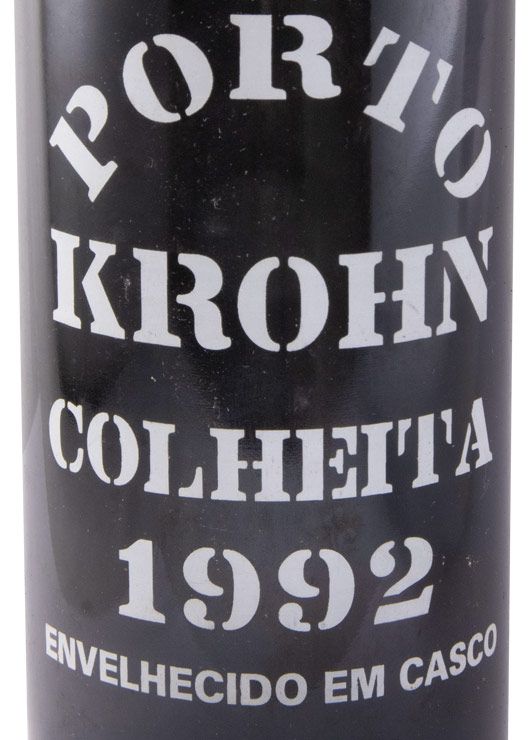 PORTO
KROHN
COLHEITA
1992
ENVELHECIDO EM CASCO